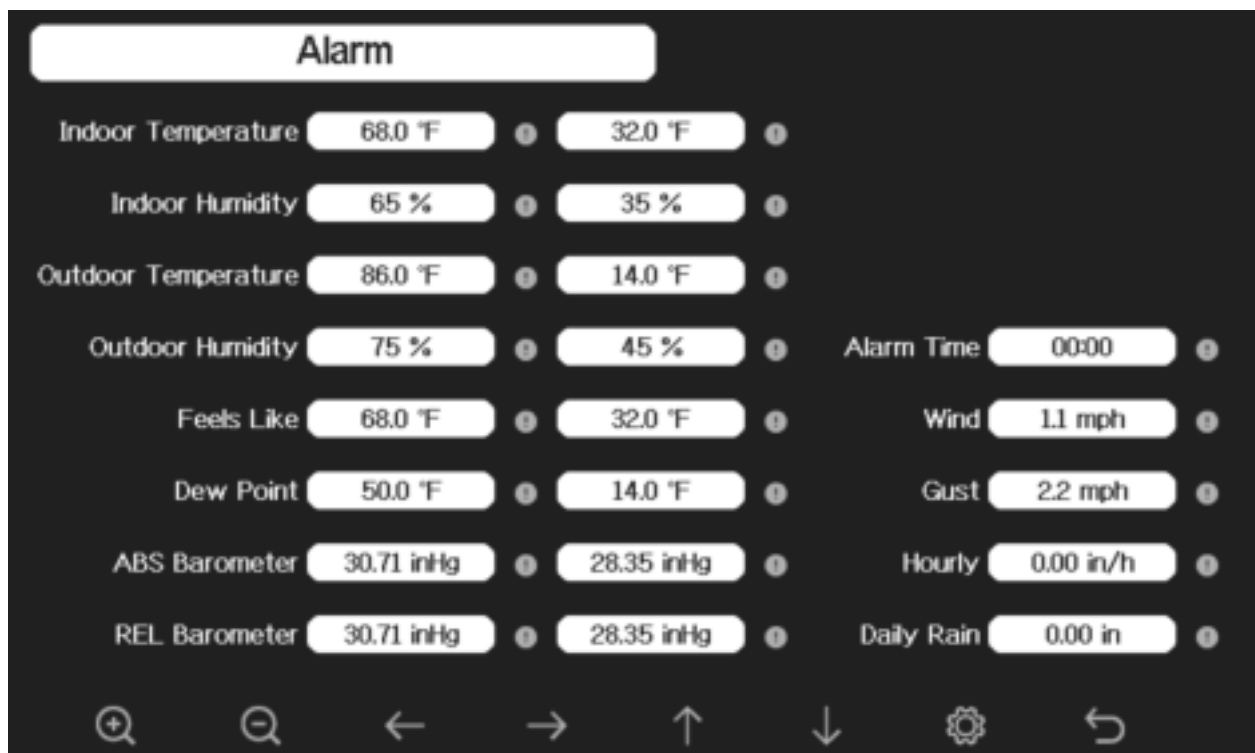 Alarm
Indoor Temperature 68.0 °F 32.0 °F
Indoor Humidity 65 % 35 %
Outdoor Temperature 86.0 °F 14.0 °F
Outdoor Humidity 75 % 45 % Alarm Time 00:00
Feels Like 68.0 °F 32.0 °F Wind 1.1 mph
Dew Point 50.0 °F 14.0 °F Gust 2.2 mph
ABS Barometer 30.71 inHg 28.35 inHg Hourly 0.00 in/h
REL Barometer 30.71 inHg 28.35 inHg Daily Rain 0.00 in